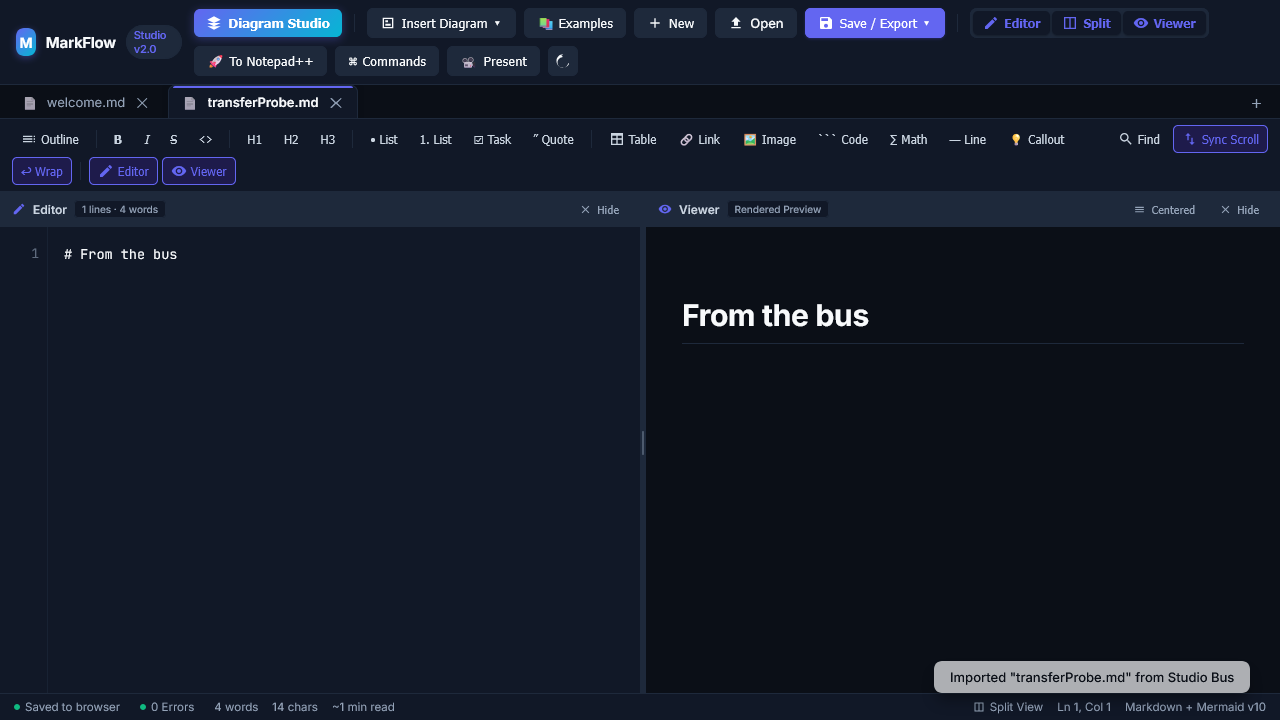 M MarkFlow Studio v2.0
Diagram Studio Insert Diagram ▾ Examples + New Open Save / Export ▾ Editor Split Viewer
To Notepad++ ⌘ Commands Present
welcome.md × transferProbe.md × +
Outline B I S <> H1 H2 H3 • List 1. List ☑ Task ” Quote Table Link Image ``` Code ∑ Math — Line Callout Find Sync Scroll
↩ Wrap Editor Viewer
Editor 1 lines · 4 words × Hide Viewer Rendered Preview Centered × Hide
1 # From the bus
From the bus
Imported "transferProbe.md" from Studio Bus
Saved to browser 0 Errors 4 words 14 chars ~1 min read Split View Ln 1, Col 1 Markdown + Mermaid v10